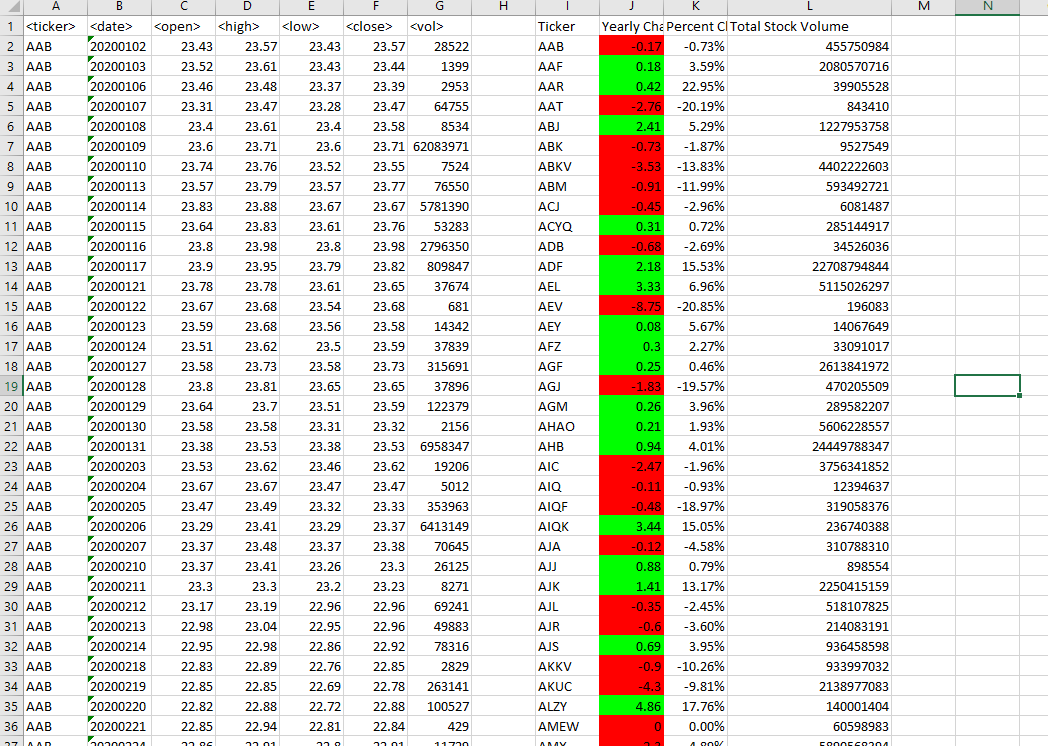 A B C D E F G H I J K L M N
1 <ticker> <date> <open> <high> <low> <close> <vol> Ticker Yearly Cha Percent Cl Total Stock Volume
2 AAB 20200102 23.43 23.57 23.43 23.57 28522 AAB -0.17 -0.73% 455750984
3 AAB 20200103 23.52 23.61 23.43 23.44 1399 AAF 0.18 3.59% 2080570716
4 AAB 20200106 23.46 23.48 23.37 23.39 2953 AAR 0.42 22.95% 39905528
5 AAB 20200107 23.31 23.47 23.28 23.47 64755 AAT -2.76 -20.19% 843410
6 AAB 20200108 23.4 23.61 23.4 23.58 8534 ABJ 2.41 5.29% 1227953758
7 AAB 20200109 23.6 23.71 23.6 23.71 62083971 ABK -0.73 -1.87% 9527549
8 AAB 20200110 23.74 23.76 23.52 23.55 7524 ABKV -3.53 -13.83% 4402222603
9 AAB 20200113 23.57 23.79 23.57 23.77 76550 ABM -0.91 -11.99% 593492721
10 AAB 20200114 23.83 23.88 23.67 23.67 5781390 ACJ -0.45 -2.96% 6081487
11 AAB 20200115 23.64 23.83 23.61 23.76 53283 ACYQ 0.31 0.72% 285144917
12 AAB 20200116 23.8 23.98 23.8 23.98 2796350 ADB -0.68 -2.69% 34526036
13 AAB 20200117 23.9 23.95 23.79 23.82 809847 ADF 2.18 15.53% 22708794844
14 AAB 20200121 23.78 23.78 23.61 23.65 37674 AEL 3.33 6.96% 5115026297
15 AAB 20200122 23.67 23.68 23.54 23.68 681 AEV -8.75 -20.85% 196083
16 AAB 20200123 23.59 23.68 23.56 23.58 14342 AEY 0.08 5.67% 14067649
17 AAB 20200124 23.51 23.62 23.5 23.59 37839 AFZ 0.3 2.27% 33091017
18 AAB 20200127 23.58 23.73 23.58 23.73 315691 AGF 0.25 0.46% 2613841972
19 AAB 20200128 23.8 23.81 23.65 23.65 37896 AGJ -1.83 -19.57% 470205509
20 AAB 20200129 23.64 23.7 23.51 23.59 122379 AGM 0.26 3.96% 289582207
21 AAB 20200130 23.58 23.58 23.31 23.32 2156 AHAO 0.21 1.93% 5606228557
22 AAB 20200131 23.38 23.53 23.38 23.53 6958347 AHB 0.94 4.01% 24449788347
23 AAB 20200203 23.53 23.62 23.46 23.62 19206 AIC -2.47 -1.96% 3756341852
24 AAB 20200204 23.67 23.67 23.47 23.47 5012 AIQ -0.11 -0.93% 12394637
25 AAB 20200205 23.47 23.49 23.32 23.33 353963 AIQF -0.48 -18.97% 319058376
26 AAB 20200206 23.29 23.41 23.29 23.37 6413149 AIQK 3.44 15.05% 236740388
27 AAB 20200207 23.37 23.48 23.37 23.38 70645 AJA -0.12 -4.58% 310788310
28 AAB 20200210 23.37 23.41 23.26 23.3 26125 AJJ 0.88 0.79% 898554
29 AAB 20200211 23.3 23.3 23.2 23.23 8271 AJK 1.41 13.17% 2250415159
30 AAB 20200212 23.17 23.19 22.96 22.96 69241 AJL -0.35 -2.45% 518107825
31 AAB 20200213 22.98 23.04 22.95 22.96 49883 AJR -0.6 -3.60% 214083191
32 AAB 20200214 22.95 22.98 22.86 22.92 78316 AJS 0.69 3.95% 936458598
33 AAB 20200218 22.83 22.89 22.76 22.85 2829 AKKV -0.9 -10.26% 933997032
34 AAB 20200219 22.85 22.85 22.69 22.78 263141 AKUC -4.3 -9.81% 2138977083
35 AAB 20200220 22.82 22.88 22.72 22.88 100527 ALZY 4.86 17.76% 140001404
36 AAB 20200221 22.85 22.94 22.81 22.84 429 AMEW 0 0.00% 60598983